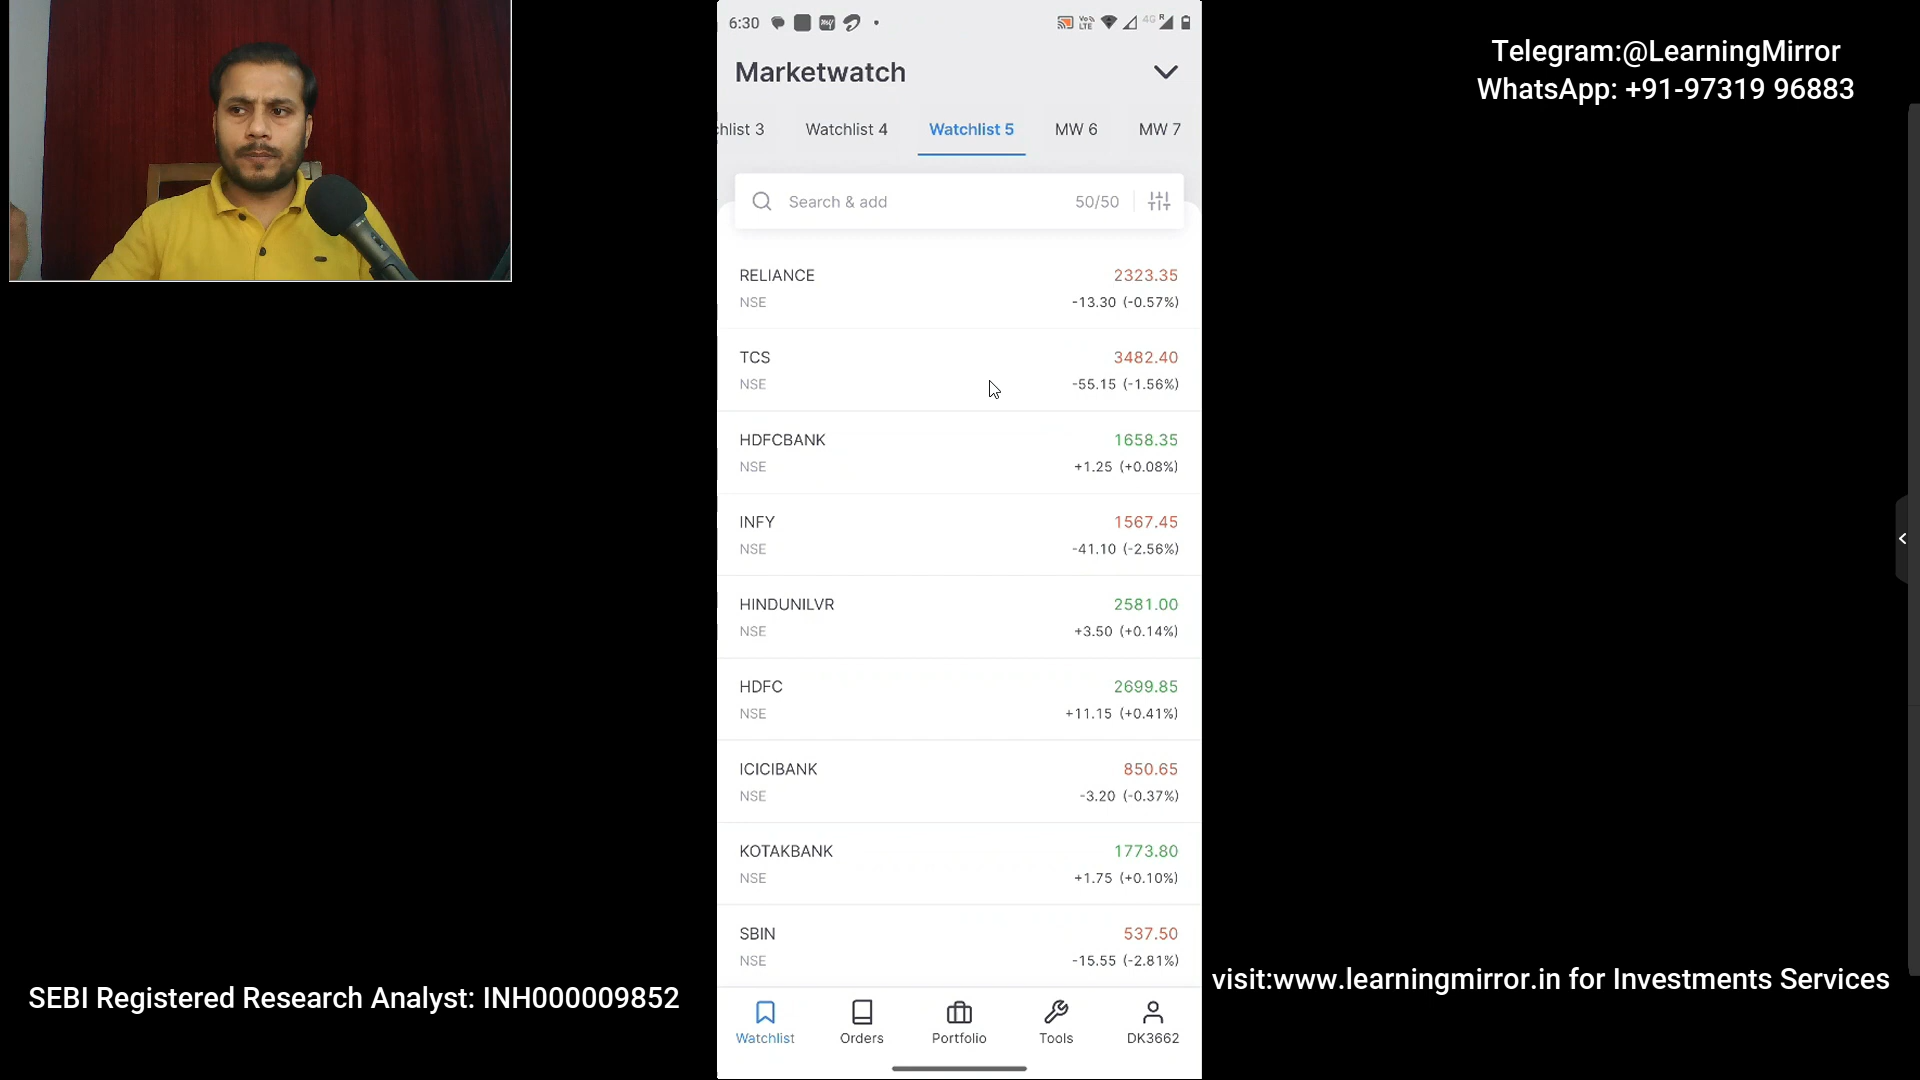 6:30
VoLTE
4G
R
Marketwatch
chlist 3
Watchlist 4
Watchlist 5
MW 6
MW 7
Search & add
50/50
RELIANCE
2323.35
NSE
-13.30 (-0.57%)
TCS
3482.40
NSE
-55.15 (-1.56%)
HDFCBANK
1658.35
NSE
+1.25 (+0.08%)
INFY
1567.45
NSE
-41.10 (-2.56%)
HINDUNILVR
2581.00
NSE
+3.50 (+0.14%)
HDFC
2699.85
NSE
+11.15 (+0.41%)
ICICIBANK
850.65
NSE
-3.20 (-0.37%)
KOTAKBANK
1773.80
NSE
+1.75 (+0.10%)
SBIN
537.50
NSE
-15.55 (-2.81%)
Watchlist
Orders
Portfolio
Tools
DK3662
Telegram:@LearningMirror
WhatsApp: +91-97319 96883
SEBI Registered Research Analyst: INH000009852
visit:www.learningmirror.in for Investments Services